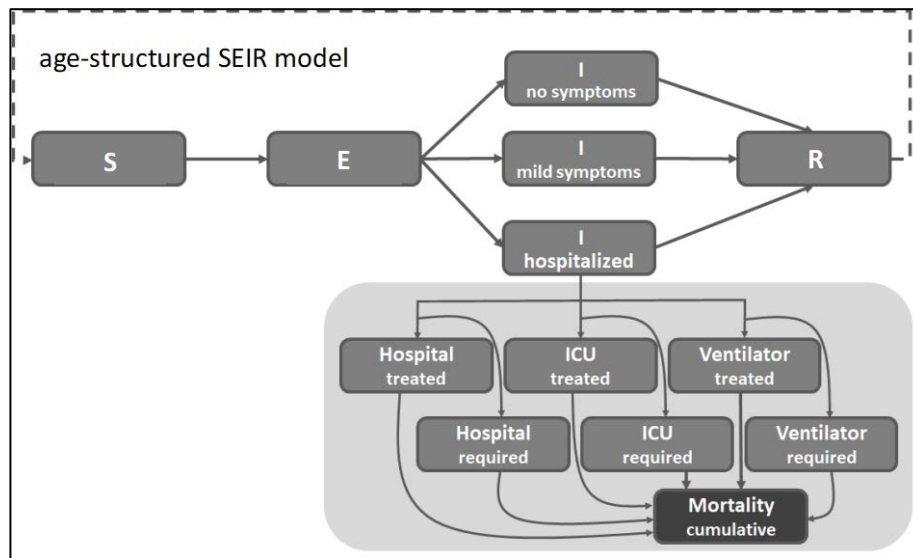 age-structured SEIR model
I
no symptoms
S
E
I
mild symptoms
R
I
hospitalized
Hospital
treated
ICU
treated
Ventilator
treated
Hospital
required
ICU
required
Ventilator
required
Mortality
cumulative